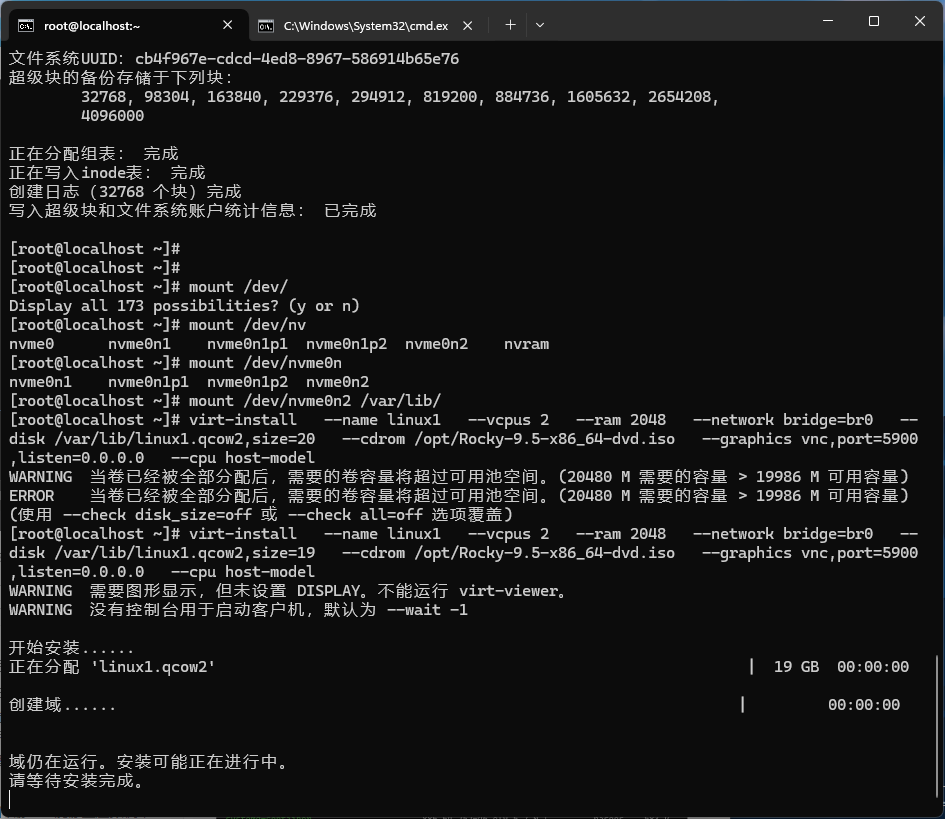 root@localhost:~
C:\Windows\System32\cmd.ex
文件系统UUID: cb4f967e-cdcd-4ed8-8967-586914b65e76
超级块的备份存储于下列块:
32768, 98304, 163840, 229376, 294912, 819200, 884736, 1605632, 2654208,
4096000
正在分配组表: 完成
正在写入inode表: 完成
创建日志（32768 个块）完成
写入超级块和文件系统账户统计信息: 已完成
[root@localhost ~]#
[root@localhost ~]#
[root@localhost ~]# mount /dev/
Display all 173 possibilities? (y or n)
[root@localhost ~]# mount /dev/nv
nvme0 nvme0n1 nvme0n1p1 nvme0n1p2 nvme0n2 nvram
[root@localhost ~]# mount /dev/nvme0n
nvme0n1 nvme0n1p1 nvme0n1p2 nvme0n2
[root@localhost ~]# mount /dev/nvme0n2 /var/lib/
[root@localhost ~]# virt-install --name linux1 --vcpus 2 --ram 2048 --network bridge=br0 --
disk /var/lib/linux1.qcow2,size=20 --cdrom /opt/Rocky-9.5-x86_64-dvd.iso --graphics vnc,port=5900
,listen=0.0.0.0 --cpu host-model
WARNING 当卷已经被全部分配后，需要的卷容量将超过可用池空间。(20480 M 需要的容量 > 19986 M 可用容量)
ERROR 当卷已经被全部分配后，需要的卷容量将超过可用池空间。(20480 M 需要的容量 > 19986 M 可用容量)
(使用 --check disk_size=off 或 --check all=off 选项覆盖)
[root@localhost ~]# virt-install --name linux1 --vcpus 2 --ram 2048 --network bridge=br0 --
disk /var/lib/linux1.qcow2,size=19 --cdrom /opt/Rocky-9.5-x86_64-dvd.iso --graphics vnc,port=5900
,listen=0.0.0.0 --cpu host-model
WARNING 需要图形显示，但未设置 DISPLAY。不能运行 virt-viewer。
WARNING 没有控制台用于启动客户机，默认为 --wait -1
开始安装......
正在分配 'linux1.qcow2' | 19 GB 00:00:00
创建域...... | 00:00:00
域仍在运行。安装可能正在进行中。
请等待安装完成。